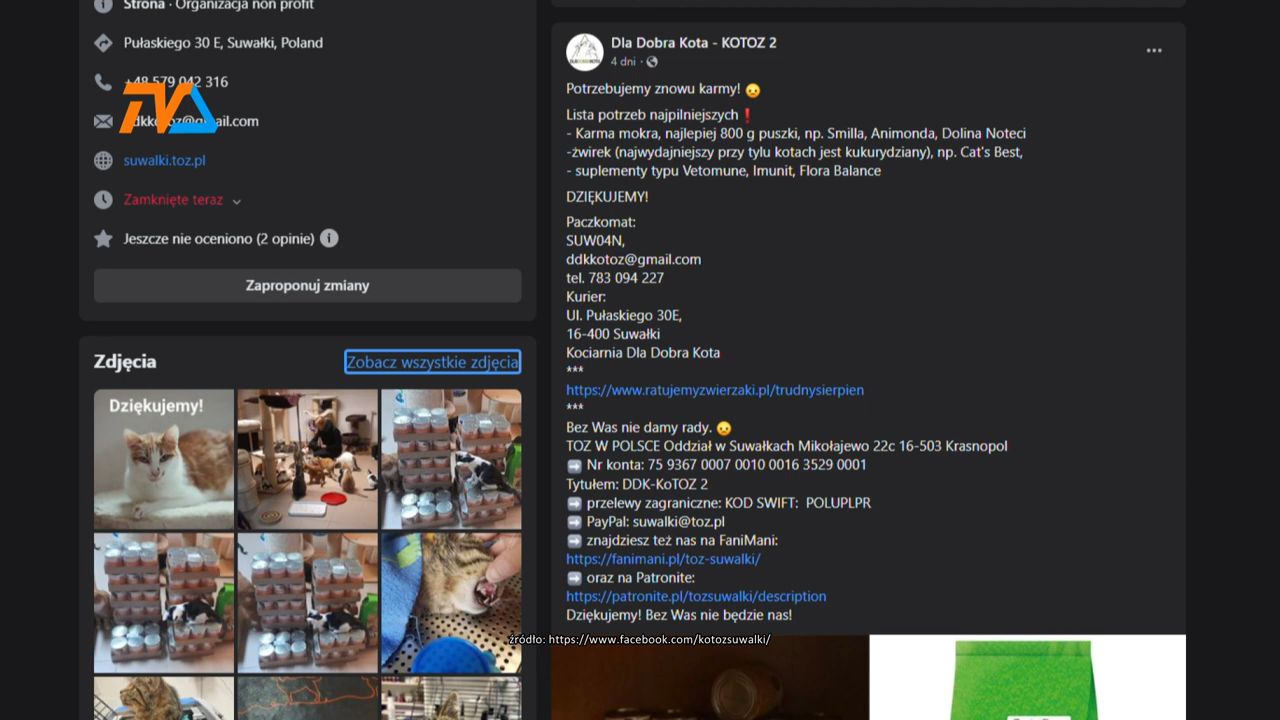 Strona · Organizacja non profit
Pułaskiego 30 E, Suwałki, Poland
+48 579 042 316
TVA
suwalki.toz.pl
Zamknięte teraz
Jeszcze nie oceniono (2 opinie)
Zaproponuj zmiany
Zdjęcia
Zobacz wszystkie zdjęcia
Dziękujemy!
Dla Dobra Kota - KOTOZ 2
4 dni ·
Potrzebujemy znowu karmy!
Lista potrzeb najpilniejszych❗
- Karma mokra, najlepiej 800 g puszki, np. Smilla, Animonda, Dolina Noteci
-żwirek (najwydajniejszy przy tylu kotach jest kukurydziany), np. Cat's Best,
- suplementy typu Vetomune, Imunit, Flora Balance
DZIĘKUJEMY!
Paczkomat:
SUW04N,
ddkkotoz@gmail.com
tel. 783 094 227
Kurier:
Ul. Pułaskiego 30E,
16-400 Suwałki
Kociarnia Dla Dobra Kota
***
https://www.ratujemyzwierzaki.pl/trudnysierpien
***
Bez Was nie damy rady.
TOZ W POLSCE Oddział w Suwałkach Mikołajewo 22c 16-503 Krasnopol
➡ Nr konta: 75 9367 0007 0010 0016 3529 0001
Tytułem: DDK-KoTOZ 2
➡ przelewy zagraniczne: KOD SWIFT: POLUPLPR
➡ PayPal: suwalki@toz.pl
➡ znajdziesz też nas na FaniMani:
https://fanimani.pl/toz-suwalki/
➡ oraz na Patronite:
https://patronite.pl/tozsuwalki/description
Dziękujemy! Bez Was nie będzie nas!
źródło: https://www.facebook.com/kotozsuwalki/